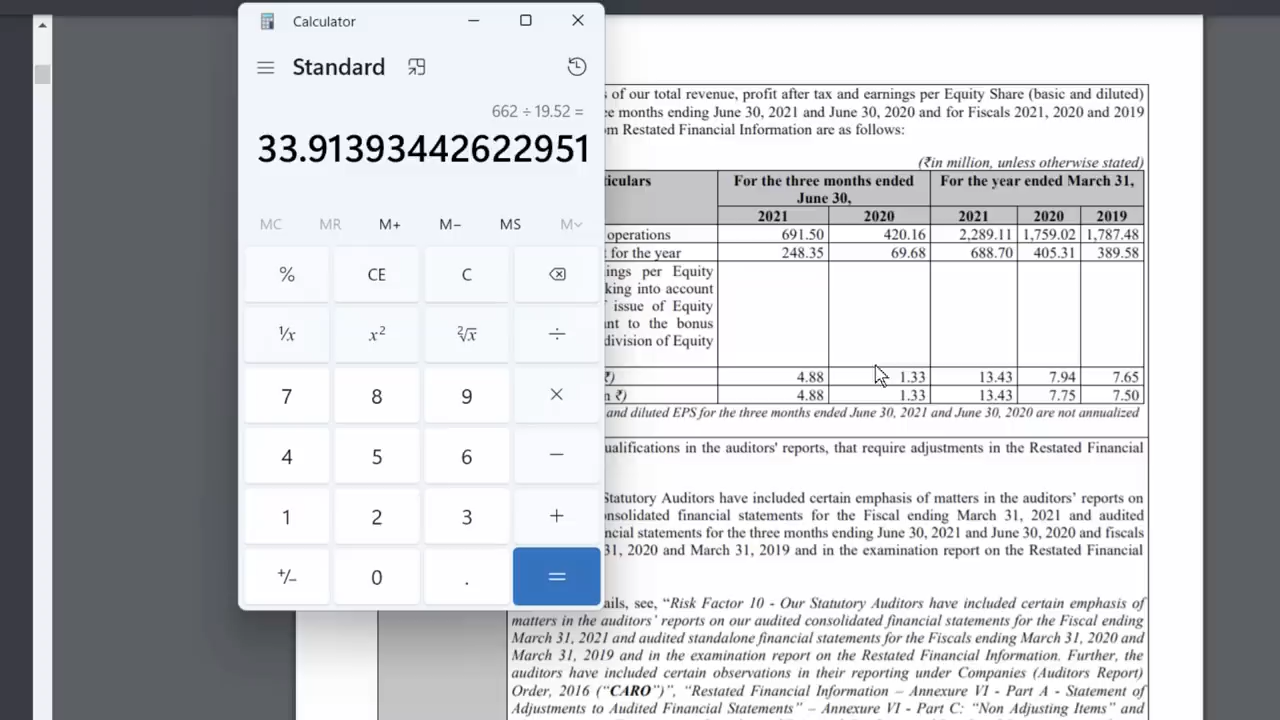 Calculator
Standard
662 ÷ 19.52 =
33.91393442622951
MC MR M+ M− MS M
% CE C
¹/x x² ²√x ÷
7 8 9 ×
4 5 6 −
1 2 3 +
+/− 0 . =
of our total revenue, profit after tax and earnings per Equity Share (basic and diluted)
months ending June 30, 2021 and June 30, 2020 and for Fiscals 2021, 2020 and 2019
Restated Financial Information are as follows:
(₹in million, unless otherwise stated)
iculars For the three months ended For the year ended March 31,
June 30,
2021 2020 2021 2020 2019
operations 691.50 420.16 2,289.11 1,759.02 1,787.48
for the year 248.35 69.68 688.70 405.31 389.58
ings per Equity
king into account
issue of Equity
nt to the bonus
division of Equity
₹) 4.88 1.33 13.43 7.94 7.65
n ₹) 4.88 1.33 13.43 7.75 7.50
and diluted EPS for the three months ended June 30, 2021 and June 30, 2020 are not annualized
ualifications in the auditors' reports, that require adjustments in the Restated Financial
Statutory Auditors have included certain emphasis of matters in the auditors’ reports on
nsolidated financial statements for the Fiscal ending March 31, 2021 and audited
ncial statements for the three months ending June 30, 2021 and June 30, 2020 and fiscals
31, 2020 and March 31, 2019 and in the examination report on the Restated Financial
ails, see, “Risk Factor 10 - Our Statutory Auditors have included certain emphasis of
matters in the auditors’ reports on our audited consolidated financial statements for the Fiscal ending
March 31, 2021 and audited standalone financial statements for the Fiscals ending March 31, 2020 and
March 31, 2019 and in the examination report on the Restated Financial Information. Further, the
auditors have included certain observations in their reporting under Companies (Auditors Report)
Order, 2016 (“CARO”)”, “Restated Financial Information – Annexure VI - Part A - Statement of
Adjustments to Audited Financial Statements” – Annexure VI - Part C: “Non Adjusting Items” and